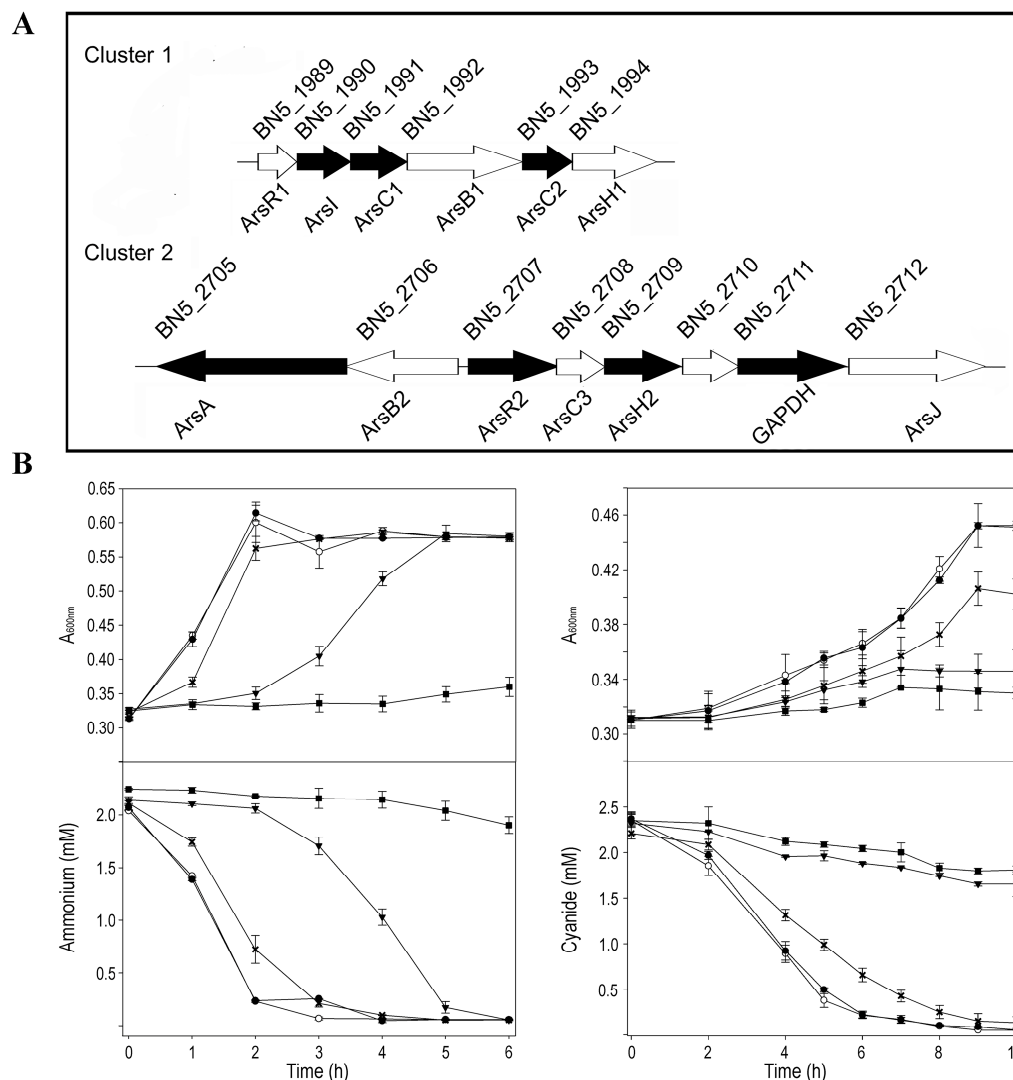 A
Cluster 1
BN5_1989 BN5_1990 BN5_1991 BN5_1992 BN5_1993 BN5_1994
ArsR1 ArsI ArsC1 ArsB1 ArsC2 ArsH1
Cluster 2
BN5_2705 BN5_2706 BN5_2707 BN5_2708 BN5_2709 BN5_2710 BN5_2711 BN5_2712
ArsA ArsB2 ArsR2 ArsC3 ArsH2 GAPDH ArsJ
B
A600nm
0.65
0.60
0.55
0.50
0.45
0.40
0.35
0.30
A600nm
0.46
0.42
0.38
0.34
0.30
Ammonium (mM)
2.0
1.5
1.0
0.5
0 1 2 3 4 5 6
Time (h)
Cyanide (mM)
2.5
2.0
1.5
1.0
0.5
0
0 2 4 6 8 1
Time (h)